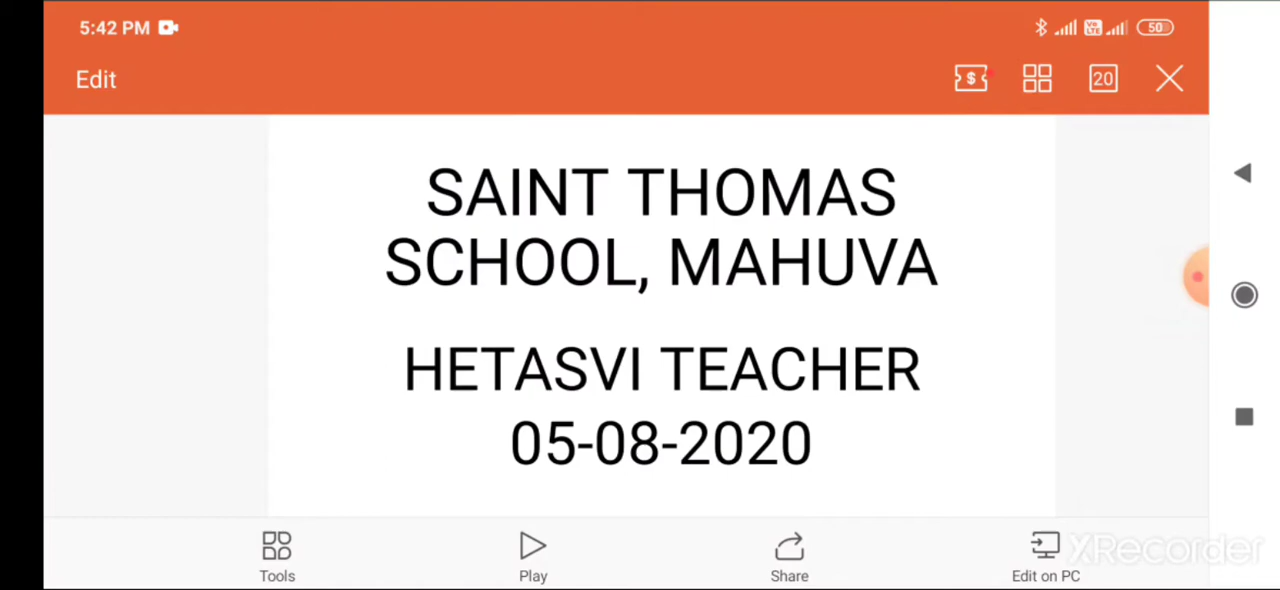 5:42 PM
VoLTE 50
Edit
$ 20
SAINT THOMAS
SCHOOL, MAHUVA
HETASVI TEACHER
05-08-2020
Tools Play Share Edit on PC
XRecorder